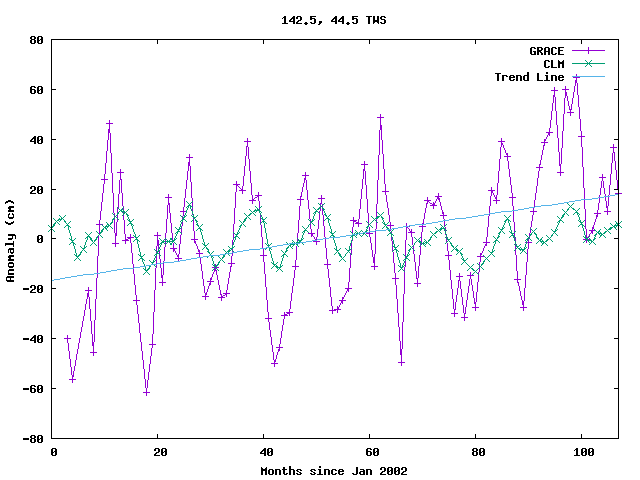 142.5, 44.5 TWS
GRACE
CLM
Trend Line
80
60
40
20
0
-20
-40
-60
-80
Anomaly (cm)
0 20 40 60 80 100
Months since Jan 2002